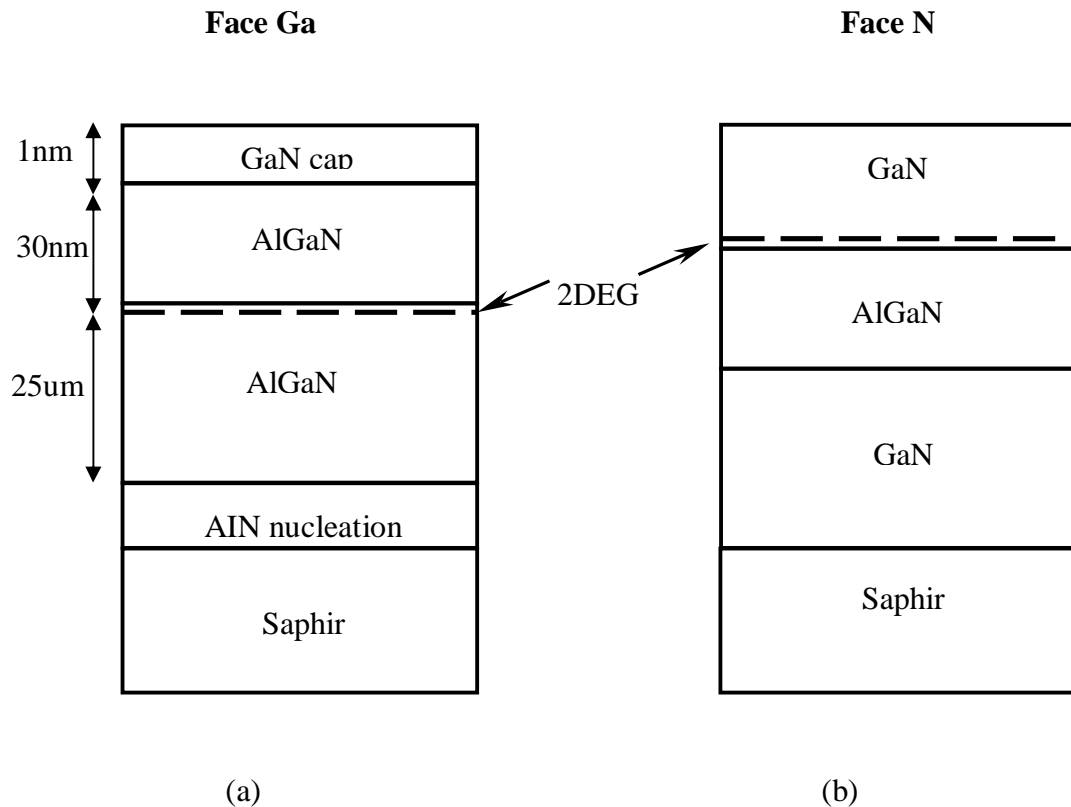 Face Ga
Face N
1nm
GaN cap
GaN
30nm
AlGaN
2DEG
AlGaN
25um
AlGaN
GaN
AIN nucleation
Saphir
Saphir
(a)
(b)